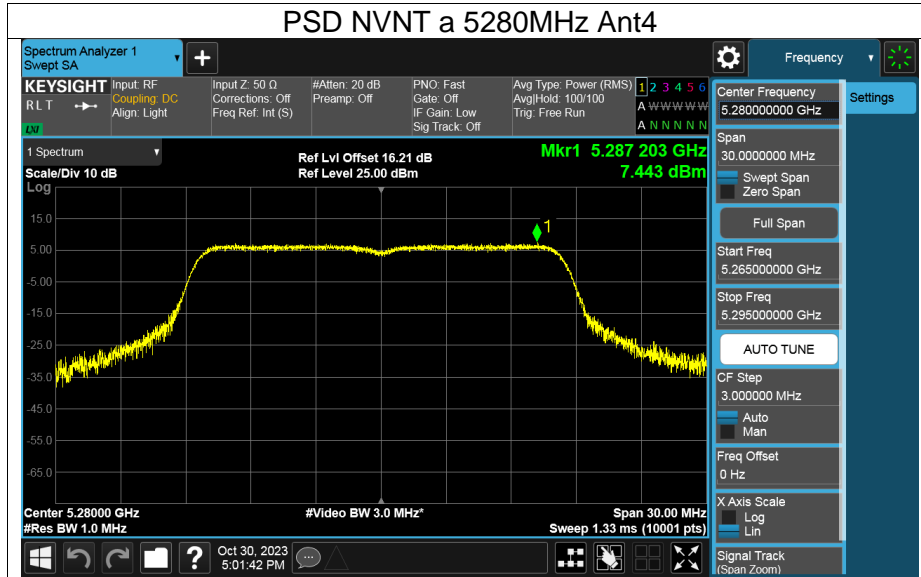 PSD NVNT a 5280MHz Ant4
Spectrum Analyzer 1
Swept SA
+
Frequency
KEYSIGHT
R L T
LXI
Input: RF
Coupling: DC
Align: Light
Input Z: 50 Ω
Corrections: Off
Freq Ref: Int (S)
#Atten: 20 dB
Preamp: Off
PNO: Fast
Gate: Off
IF Gain: Low
Sig Track: Off
Avg Type: Power (RMS)
Avg|Hold: 100/100
Trig: Free Run
1 2 3 4 5 6
A W W W W W
A N N N N N
Center Frequency
5.280000000 GHz
Settings
1 Spectrum
Scale/Div 10 dB
Log
Ref Lvl Offset 16.21 dB
Ref Level 25.00 dBm
Mkr1 5.287 203 GHz
7.443 dBm
15.0
5.00
-5.00
-15.0
-25.0
-35.0
-45.0
-55.0
-65.0
1
Center 5.28000 GHz
#Res BW 1.0 MHz
#Video BW 3.0 MHz*
Span 30.00 MHz
Sweep 1.33 ms (10001 pts)
Span
30.0000000 MHz
Swept Span
Zero Span
Full Span
Start Freq
5.265000000 GHz
Stop Freq
5.295000000 GHz
AUTO TUNE
CF Step
3.000000 MHz
Auto
Man
Freq Offset
0 Hz
X Axis Scale
Log
Lin
Signal Track
(Span Zoom)
?
Oct 30, 2023
5:01:42 PM